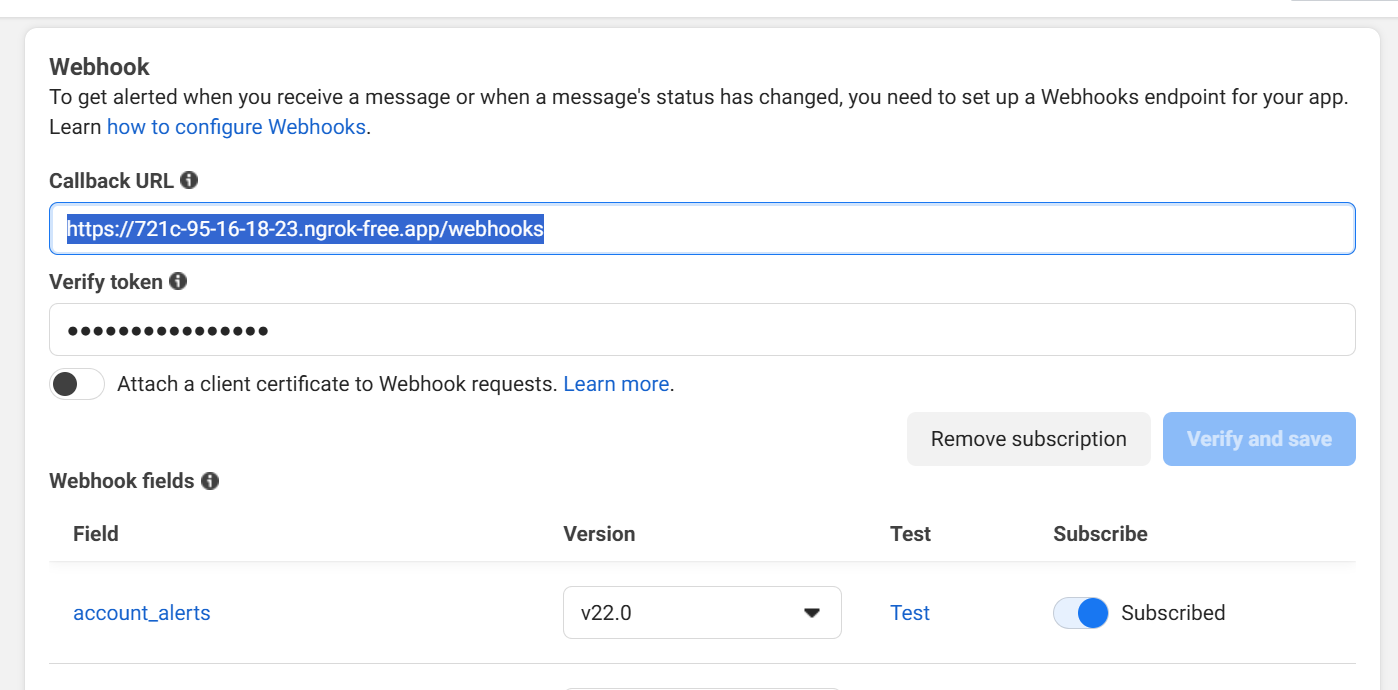 Webhook
To get alerted when you receive a message or when a message's status has changed, you need to set up a Webhooks endpoint for your app.
Learn how to configure Webhooks.
Callback URL
https://721c-95-16-18-23.ngrok-free.app/webhooks
Verify token
••••••••••••••••
Attach a client certificate to Webhook requests. Learn more.
Remove subscription Verify and save
Webhook fields
Field Version Test Subscribe
account_alerts v22.0 Test Subscribed